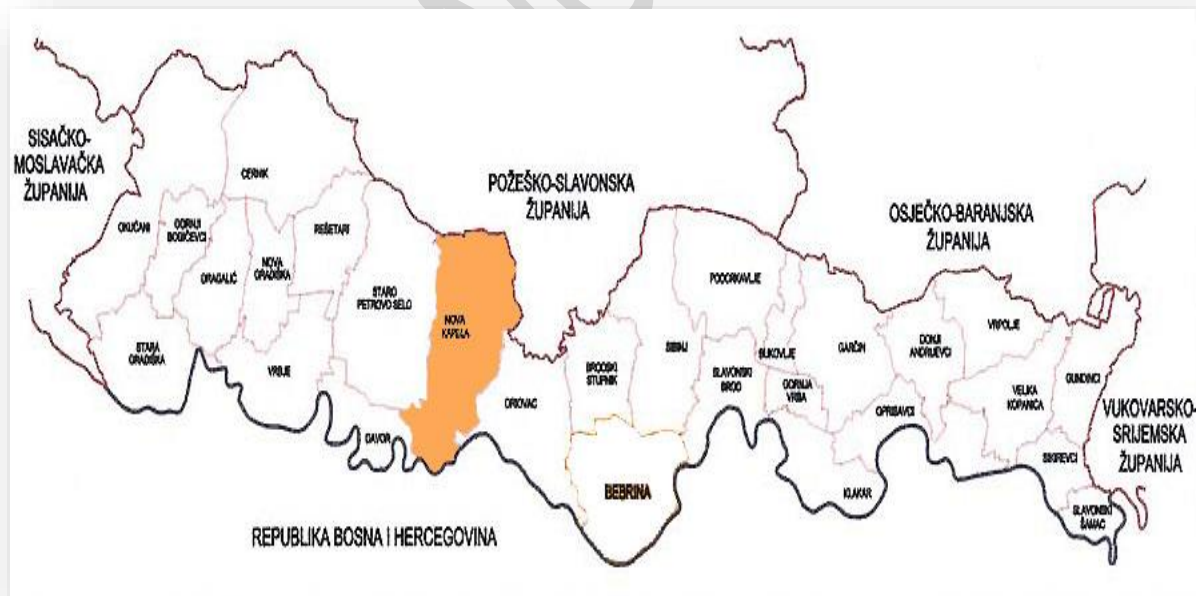 SISAČKO-
MOSLAVAČKA
ŽUPANIJA
POŽEŠKO-SLAVONSKA
ŽUPANIJA
OSJEČKO-BARANJSKA
ŽUPANIJA
VUKOVARSKO-
SRIJEMSKA
ŽUPANIJA
REPUBLIKA BOSNA I HERCEGOVINA
CERNIK
OKUČANI
GORNJI
BOGIĆEVCI
DRAGALIĆ
NOVA
GRADIŠKA
REŠETARI
STARO
PETROVO SELO
NOVA
KAPELA
STARA
GRADIŠKA
VRBJE
DAVOR
ORIOVAC
BRODSKI
STUPNIK
SIBINJ
PODCRKAVLJE
SLAVONSKI
BROD
BUKOVLJE
GORNJA
VRBA
GARČIN
DONJI
ANDRIJEVCI
VRPOLJE
VELIKA
KOPANICA
GUNDINCI
OPRISAVCI
KLAKAR
SIKIREVCI
SLAVONSKI
ŠAMAC
BEBRINA